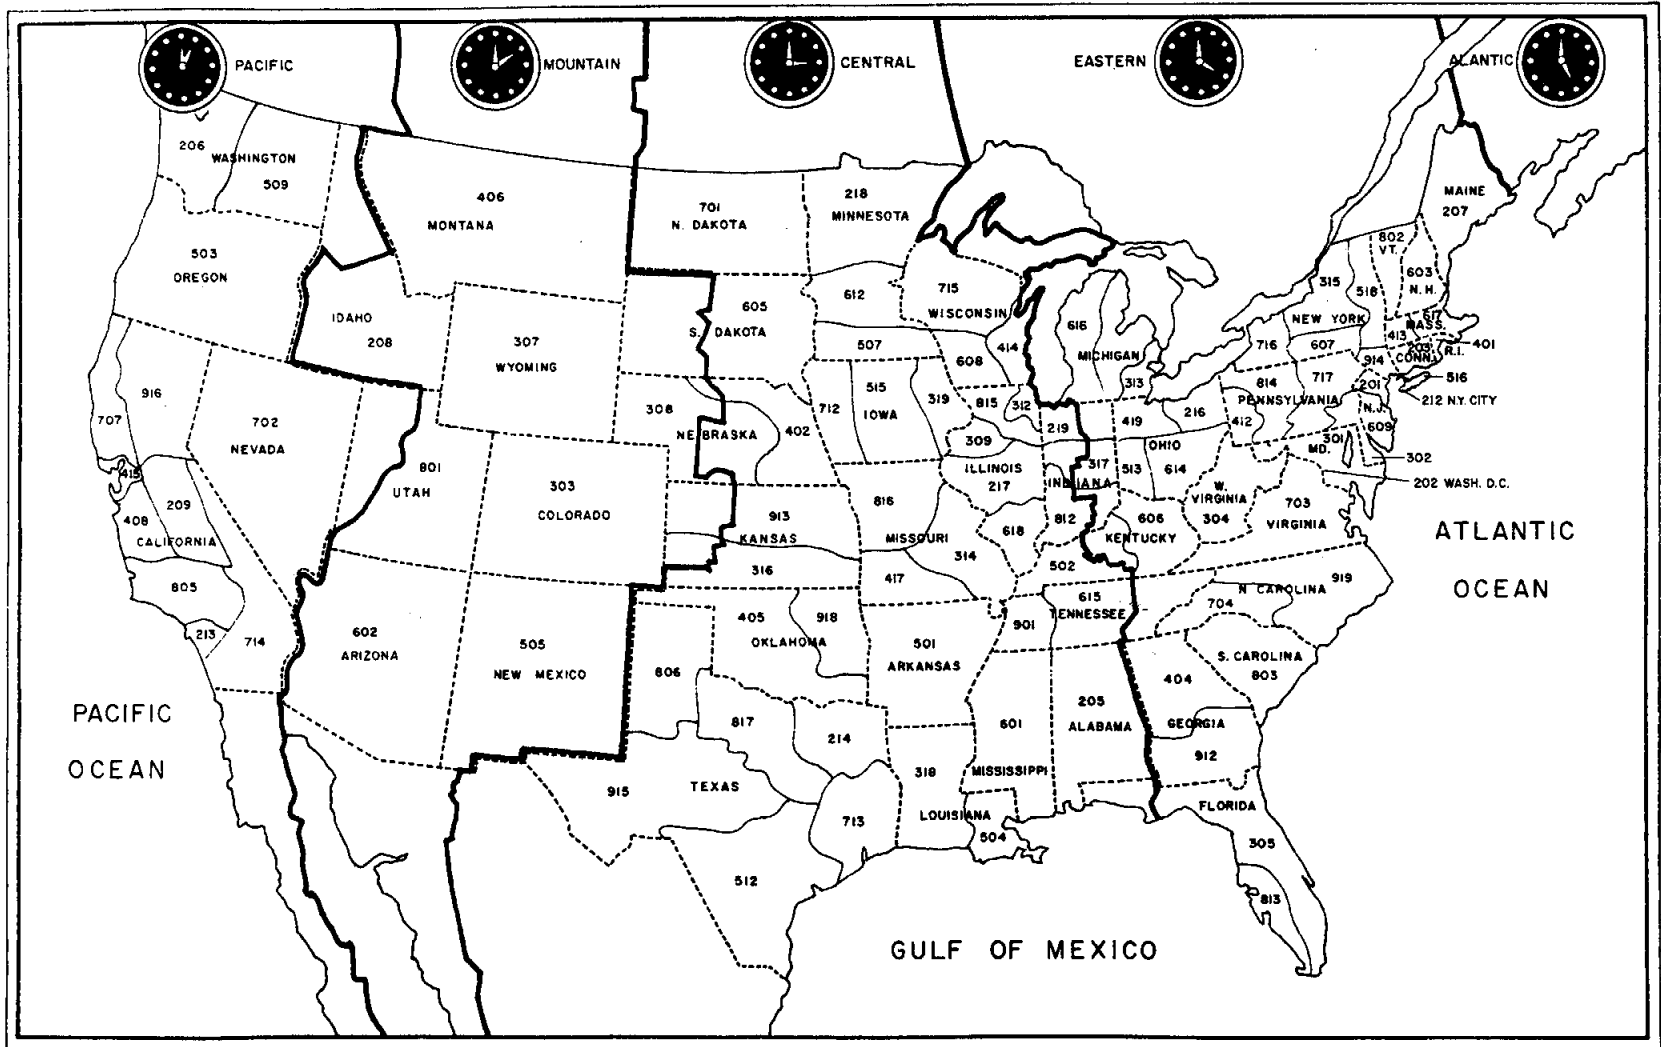 PACIFIC
MOUNTAIN
CENTRAL
EASTERN
ALANTIC
206
WASHINGTON
509
503
OREGON
406
MONTANA
IDAHO
208
307
WYOMING
701
N. DAKOTA
218
MINNESOTA
612
507
605
S. DAKOTA
715
WISCONSIN
414
608
616
MICHIGAN
313
MAINE
207
802
VT.
603
N.H.
315
518
NEW YORK
716
607
617
MASS.
413
203
CONN.
R.I.
401
914
516
212 N.Y. CITY
201
N.J.
609
814
717
PENNSYLVANIA
412
301
MD.
302
202 WASH. D.C.
916
707
415
209
408
CALIFORNIA
805
213
714
702
NEVADA
801
UTAH
303
COLORADO
308
NEBRASKA
402
712
515
IOWA
319
815
312
309
ILLINOIS
217
618
219
317
INDIANA
812
419
216
OHIO
513
614
W.
VIRGINIA
304
703
VIRGINIA
606
KENTUCKY
502
913
KANSAS
316
816
MISSOURI
314
417
602
ARIZONA
505
NEW MEXICO
405
918
OKLAHOMA
501
ARKANSAS
901
615
TENNESSEE
919
N CAROLINA
704
S. CAROLINA
803
404
GEORGIA
912
205
ALABAMA
601
MISSISSIPPI
318
LOUISIANA
504
806
817
214
TEXAS
915
713
512
FLORIDA
305
813
PACIFIC
OCEAN
ATLANTIC
OCEAN
GULF OF MEXICO